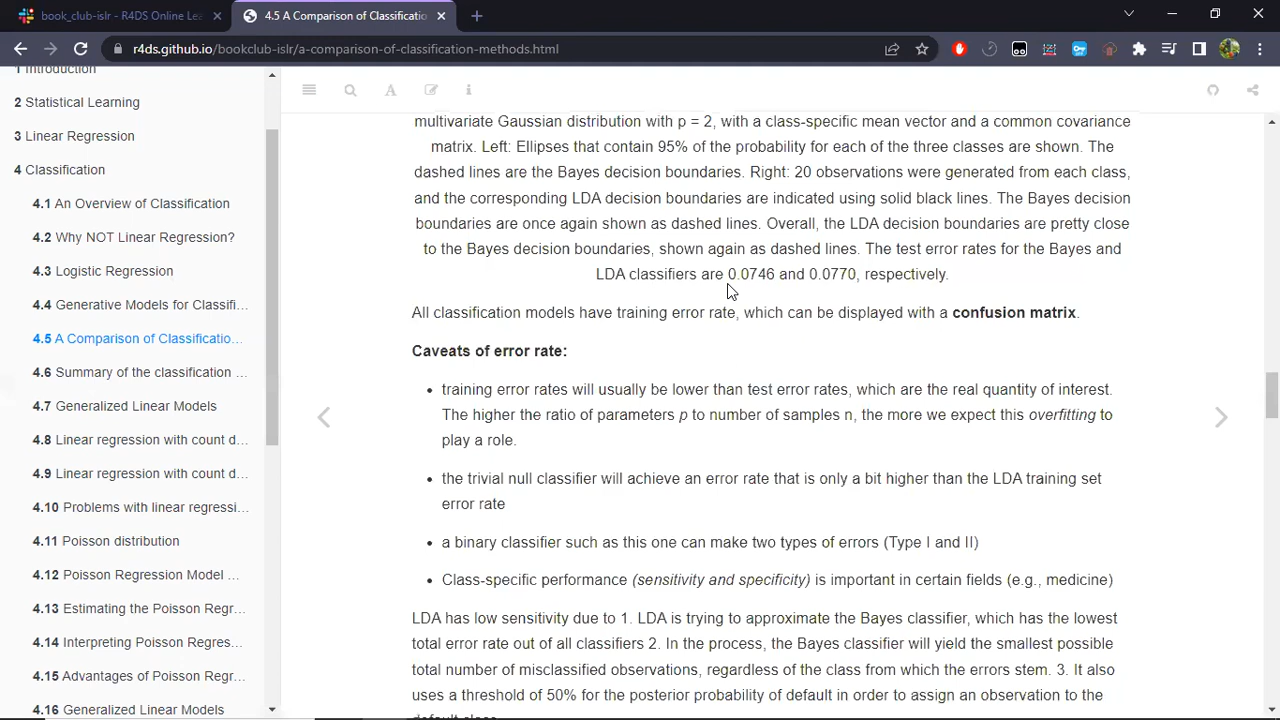 book_club-islr - R4DS Online Le
4.5 A Comparison of Classificatio
r4ds.github.io/bookclub-islr/a-comparison-of-classification-methods.html
1 Introduction
2 Statistical Learning
3 Linear Regression
4 Classification
4.1 An Overview of Classification
4.2 Why NOT Linear Regression?
4.3 Logistic Regression
4.4 Generative Models for Classifi...
4.5 A Comparison of Classificatio...
4.6 Summary of the classification ...
4.7 Generalized Linear Models
4.8 Linear regression with count d...
4.9 Linear regression with count d...
4.10 Problems with linear regressi...
4.11 Poisson distribution
4.12 Poisson Regression Model ...
4.13 Estimating the Poisson Regr...
4.14 Interpreting Poisson Regres...
4.15 Advantages of Poisson Regr...
4.16 Generalized Linear Models
multivariate Gaussian distribution with p = 2, with a class-specific mean vector and a common covariance
matrix. Left: Ellipses that contain 95% of the probability for each of the three classes are shown. The
dashed lines are the Bayes decision boundaries. Right: 20 observations were generated from each class,
and the corresponding LDA decision boundaries are indicated using solid black lines. The Bayes decision
boundaries are once again shown as dashed lines. Overall, the LDA decision boundaries are pretty close
to the Bayes decision boundaries, shown again as dashed lines. The test error rates for the Bayes and
LDA classifiers are 0.0746 and 0.0770, respectively.
All classification models have training error rate, which can be displayed with a confusion matrix.
Caveats of error rate:
• training error rates will usually be lower than test error rates, which are the real quantity of interest.
The higher the ratio of parameters p to number of samples n, the more we expect this overfitting to
play a role.
• the trivial null classifier will achieve an error rate that is only a bit higher than the LDA training set
error rate
• a binary classifier such as this one can make two types of errors (Type I and II)
• Class-specific performance (sensitivity and specificity) is important in certain fields (e.g., medicine)
LDA has low sensitivity due to 1. LDA is trying to approximate the Bayes classifier, which has the lowest
total error rate out of all classifiers 2. In the process, the Bayes classifier will yield the smallest possible
total number of misclassified observations, regardless of the class from which the errors stem. 3. It also
uses a threshold of 50% for the posterior probability of default in order to assign an observation to the
default class